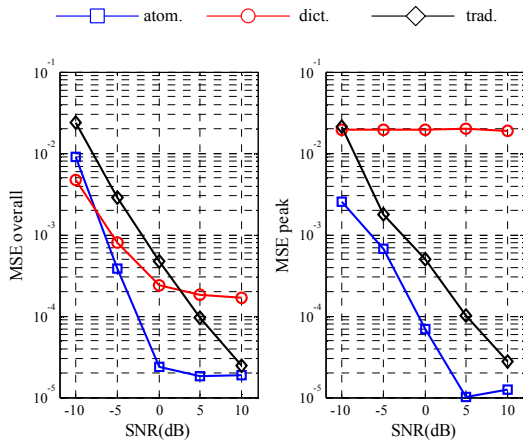 atom. dict. trad.
10^-1 10^-1
10^-2 10^-2
10^-3 10^-3
10^-4 10^-4
10^-5 10^-5
MSE overall
MSE peak
-10 -5 0 5 10 -10 -5 0 5 10
SNR(dB) SNR(dB)